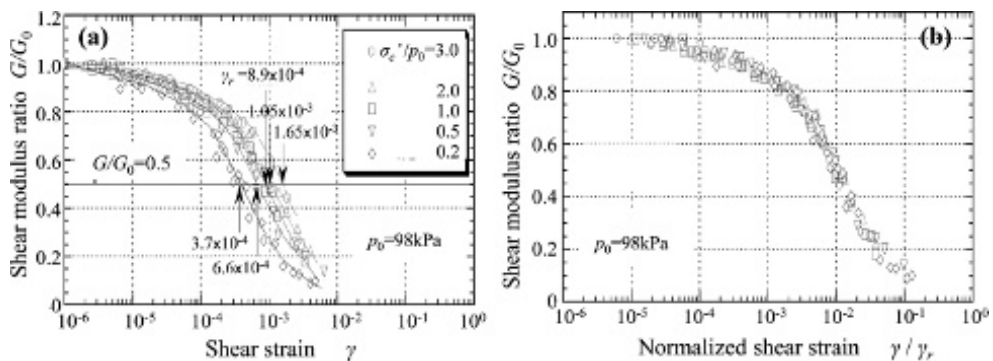 (a)
Shear modulus ratio G/G₀
1.0
0.8
0.6
0.4
0.2
0
γᵣ =8.9x10⁻⁴
1.05x10⁻³
1.65x10⁻³
G/G₀=0.5
3.7x10⁻⁴
6.6x10⁻⁴
p₀=98kPa
◇ σc'/p₀=3.0
△ 2.0
□ 1.0
▽ 0.5
◇ 0.2
10⁻⁶ 10⁻⁵ 10⁻⁴ 10⁻³ 10⁻² 10⁻¹ 10⁰
Shear strain γ
(b)
Shear modulus ratio G/G₀
1.0
0.8
0.6
0.4
0.2
0.0
p₀=98kPa
10⁻⁶ 10⁻⁵ 10⁻⁴ 10⁻³ 10⁻² 10⁻¹ 10⁰
Normalized shear strain γ / γᵣ